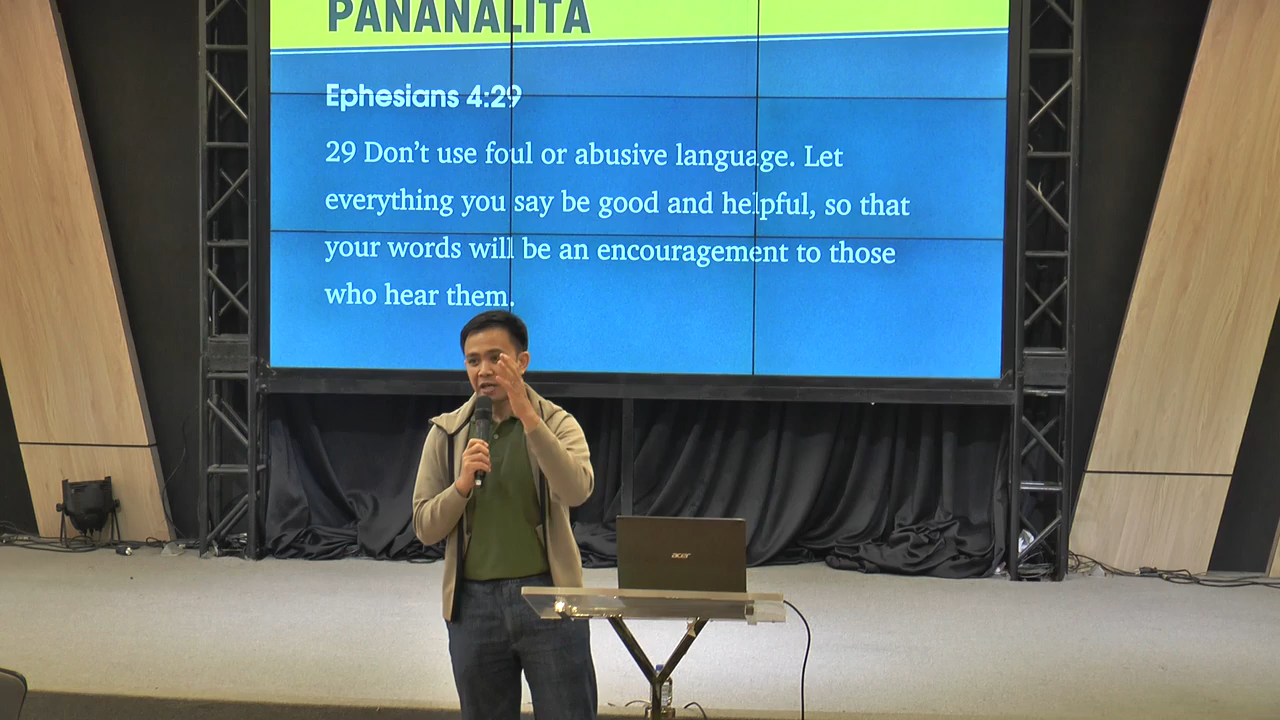 PANANALITA
Ephesians 4:29
29 Don't use foul or abusive language. Let
everything you say be good and helpful, so that
your words will be an encouragement to those
who hear them.
acer